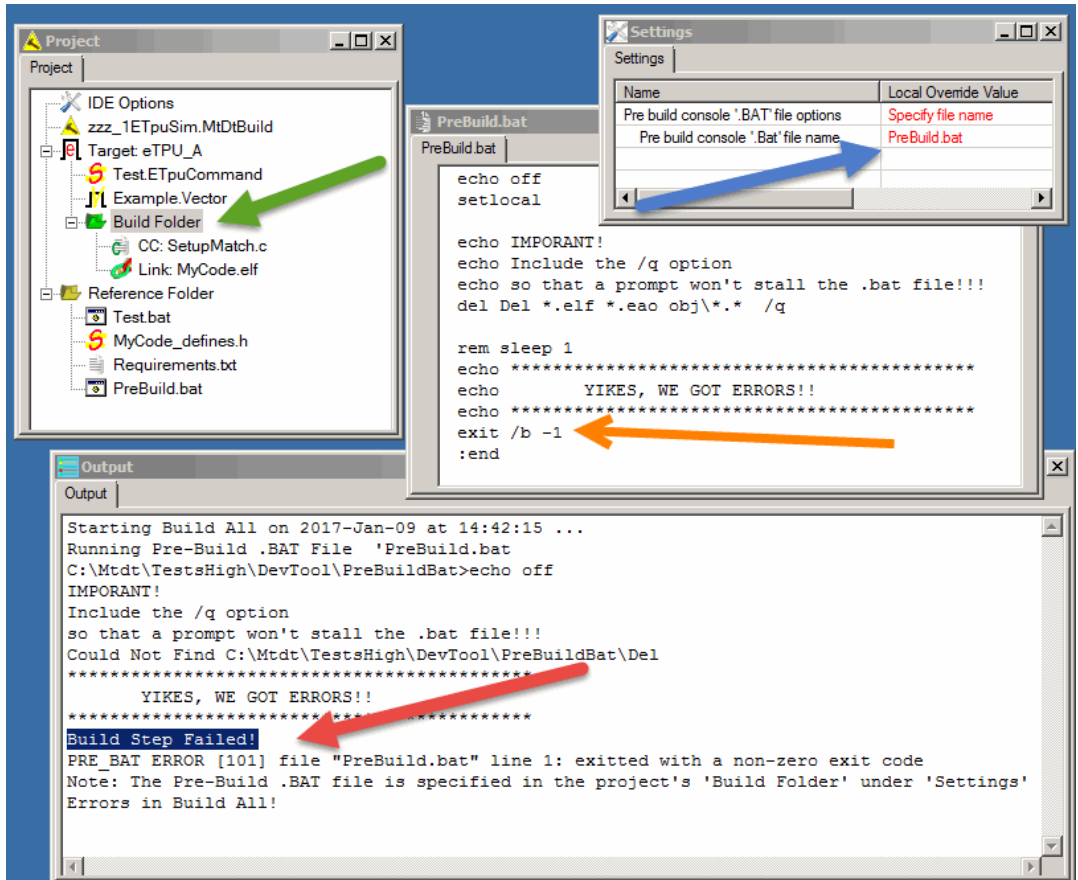 Project
Project
IDE Options
zzz_1ETpuSim.MtDtBuild
Target: eTPU_A
Test.ETpuCommand
Example.Vector
Build Folder
CC: SetupMatch.c
Link: MyCode.elf
Reference Folder
Test.bat
MyCode_defines.h
Requirements.txt
PreBuild.bat
Settings
Settings
Name Local Override Value
Pre build console '.BAT' file options Specify file name
Pre build console '.Bat' file name PreBuild.bat
PreBuild.bat
PreBuild.bat
echo off
setlocal
echo IMPORANT!
echo Include the /q option
echo so that a prompt won't stall the .bat file!!!
del Del *.elf *.eao obj\*.* /q
rem sleep 1
echo ********************************************
echo YIKES, WE GOT ERRORS!!
echo ********************************************
exit /b -1
:end
Output
Output
Starting Build All on 2017-Jan-09 at 14:42:15 ...
Running Pre-Build .BAT File 'PreBuild.bat
C:\Mtdt\TestsHigh\DevTool\PreBuildBat>echo off
IMPORANT!
Include the /q option
so that a prompt won't stall the .bat file!!!
Could Not Find C:\Mtdt\TestsHigh\DevTool\PreBuildBat\Del
********************************************
YIKES, WE GOT ERRORS!!
********************************************
Build Step Failed!
PRE_BAT ERROR [101] file "PreBuild.bat" line 1: exitted with a non-zero exit code
Note: The Pre-Build .BAT file is specified in the project's 'Build Folder' under 'Settings'
Errors in Build All!